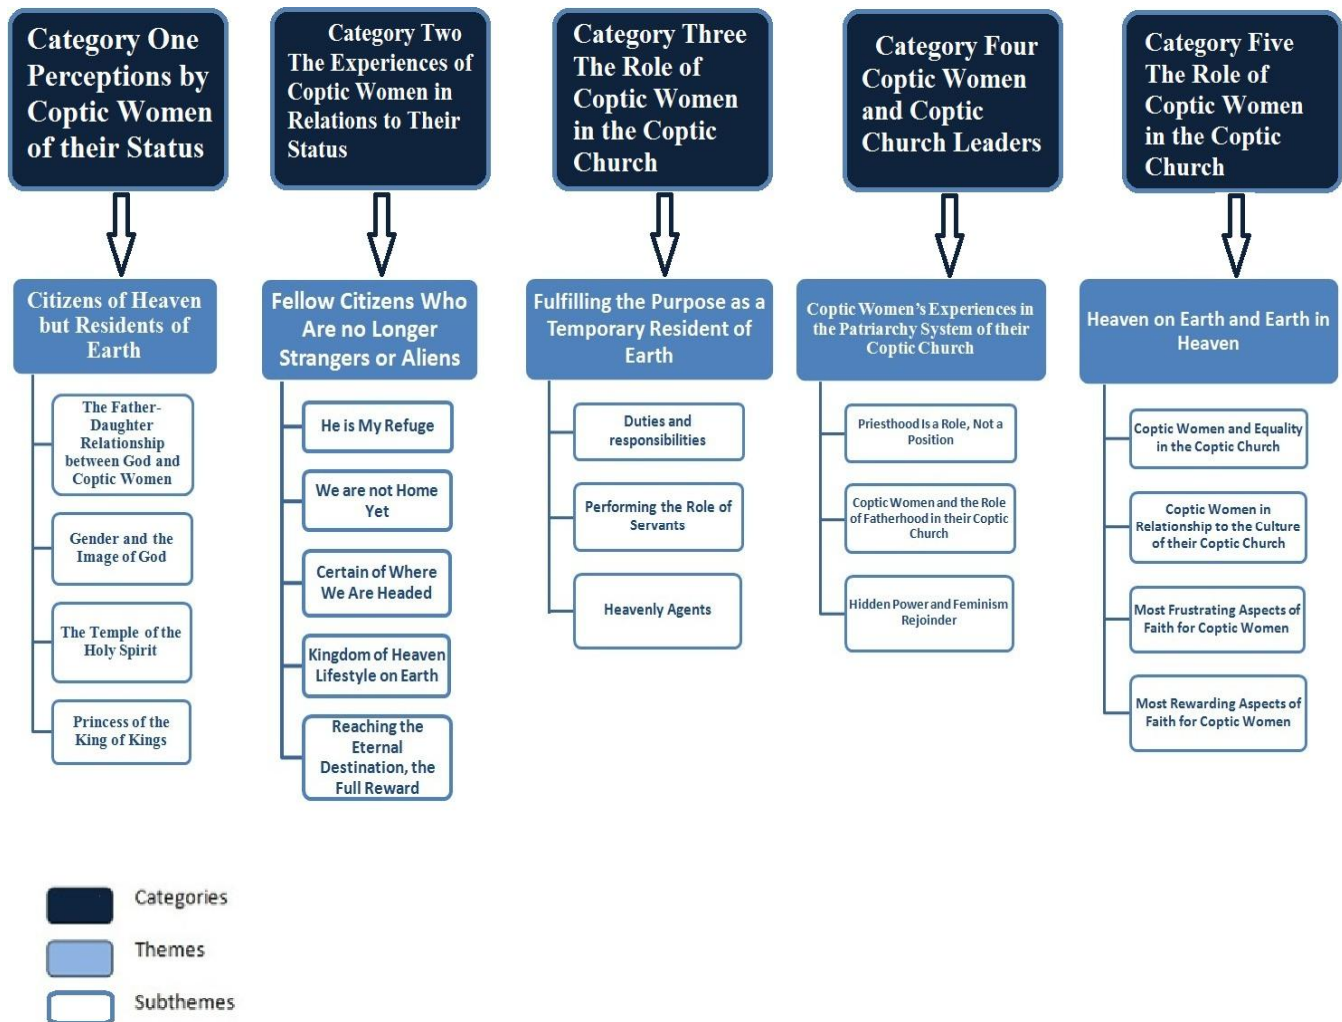 Category One
Perceptions by
Coptic Women
of their Status
Category Two
The Experiences of
Coptic Women in
Relations to Their
Status
Category Three
The Role of
Coptic Women
in the Coptic
Church
Category Four
Coptic Women
and Coptic
Church Leaders
Category Five
The Role of
Coptic Women
in the Coptic
Church
Citizens of Heaven
but Residents of
Earth
Fellow Citizens Who
Are no Longer
Strangers or Aliens
Fulfilling the Purpose as a
Temporary Resident of
Earth
Coptic Women’s Experiences in
the Patriarchy System of their
Coptic Church
Heaven on Earth and Earth in
Heaven
The Father-
Daughter
Relationship
between God and
Coptic Women
Gender and the
Image of God
The Temple of the
Holy Spirit
Princess of the
King of Kings
He is My Refuge
We are not Home
Yet
Certain of Where
We Are Headed
Kingdom of Heaven
Lifestyle on Earth
Reaching the
Eternal
Destination, the
Full Reward
Duties and
responsibilities
Performing the Role of
Servants
Heavenly Agents
Priesthood Is a Role, Not a
Position
Coptic Women and the Role
of Fatherhood in their Coptic
Church
Hidden Power and Feminism
Rejoinder
Coptic Women and Equality
in the Coptic Church
Coptic Women in
Relationship to the Culture
of their Coptic Church
Most Frustrating Aspects of
Faith for Coptic Women
Most Rewarding Aspects of
Faith for Coptic Women
Categories
Themes
Subthemes